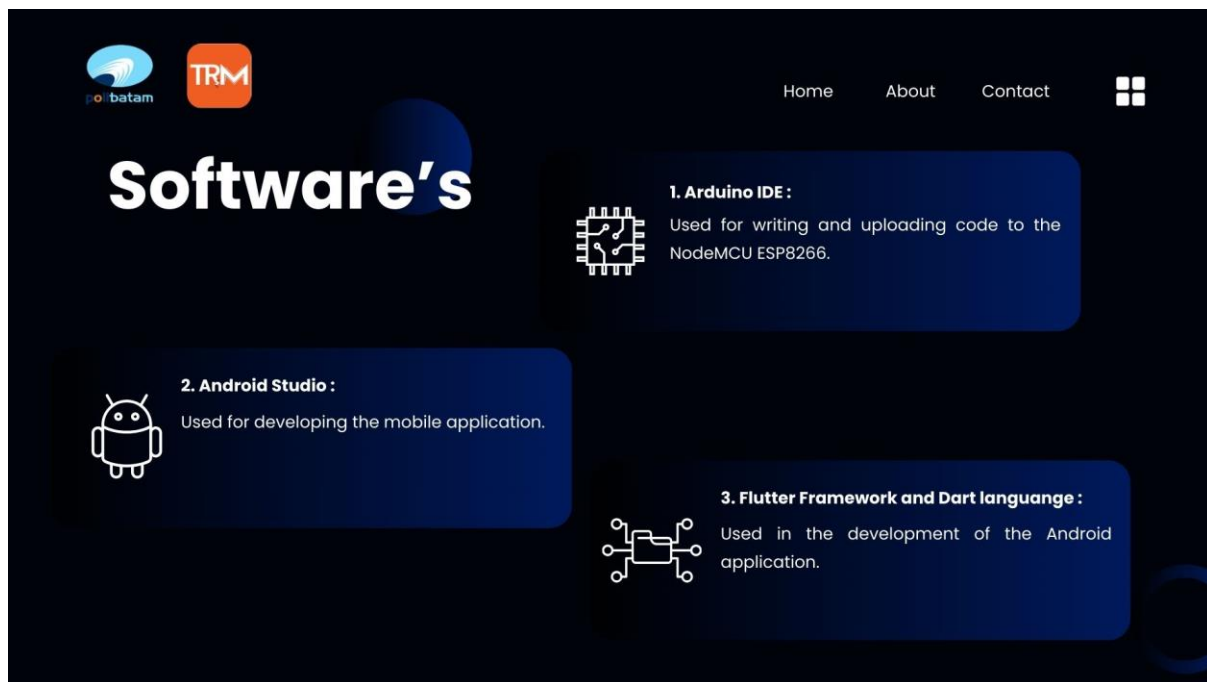 polibatam
TRM
Home About Contact
Software’s
1. Arduino IDE :
Used for writing and uploading code to the
NodeMCU ESP8266.
2. Android Studio :
Used for developing the mobile application.
3. Flutter Framework and Dart languange :
Used in the development of the Android
application.